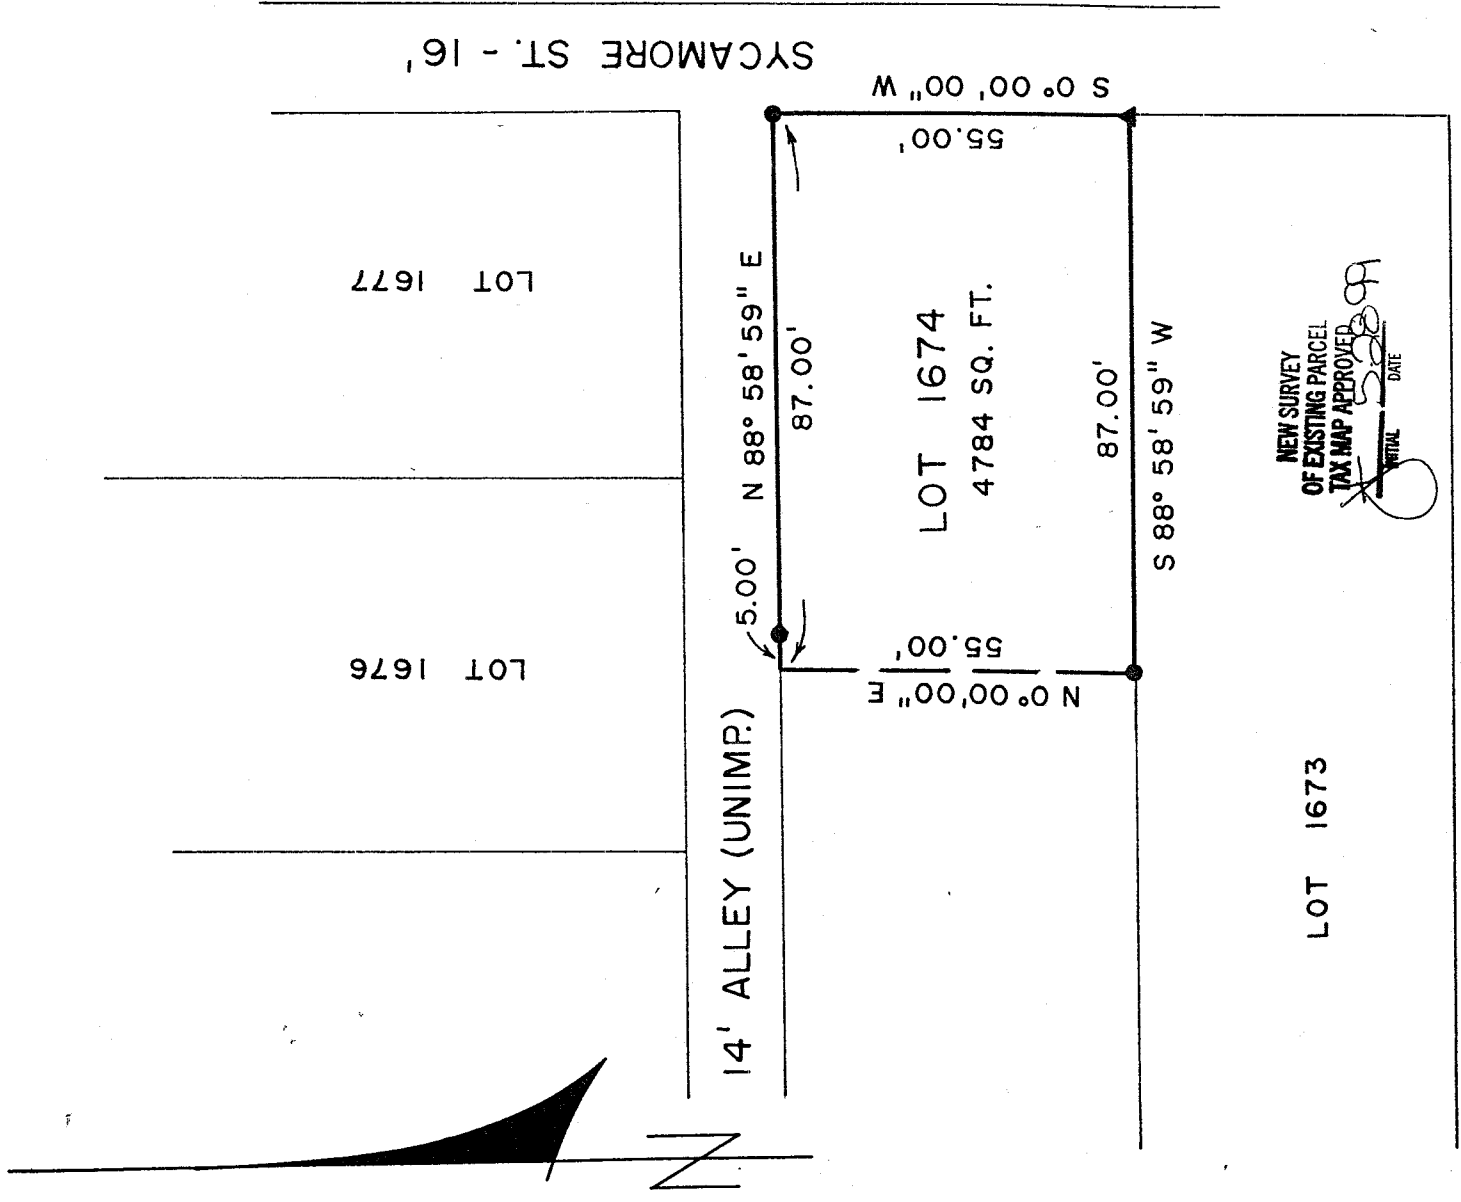 SYCAMORE ST. - 16'
S 0° 00' 00" W
55.00'
LOT 1677
N 88° 58' 59" E
87.00'
5.00'
LOT 1674
4784 SQ. FT.
87.00'
S 88° 58' 59" W
55.00'
N 0° 00' 00" E
LOT 1676
14' ALLEY (UNIMP.)
LOT 1673
NEW SURVEY
OF EXISTING PARCEL
TAX MAP APPROVED
INITIAL DATE
N